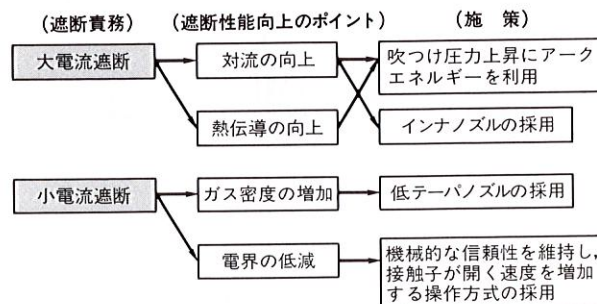 (遮断責務)
(遮断性能向上のポイント)
(施 策)
大電流遮断
対流の向上
吹つけ圧力上昇にアーク
エネルギーを利用
熱伝導の向上
インナノズルの採用
小電流遮断
ガス密度の増加
低テーパノズルの採用
電界の低減
機械的な信頼性を維持し,
接触子が開く速度を増加
する操作方式の採用